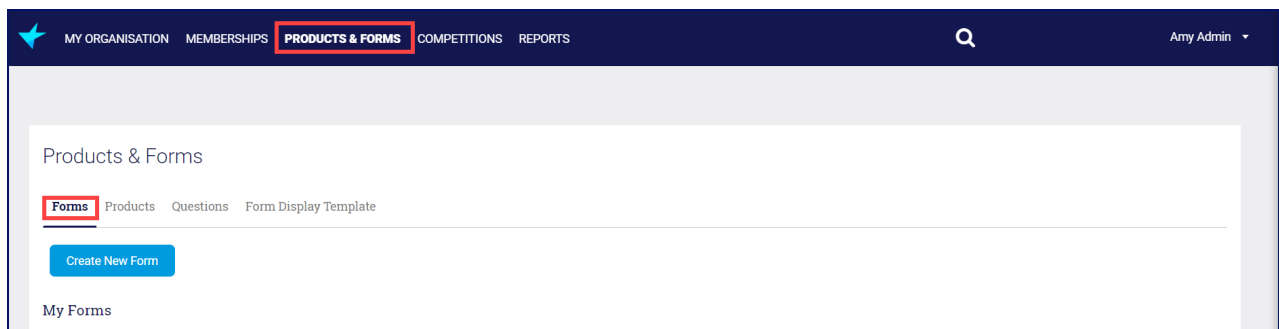 MY ORGANISATION MEMBERSHIPS PRODUCTS & FORMS COMPETITIONS REPORTS Amy Admin
Products & Forms
Forms Products Questions Form Display Template
Create New Form
My Forms